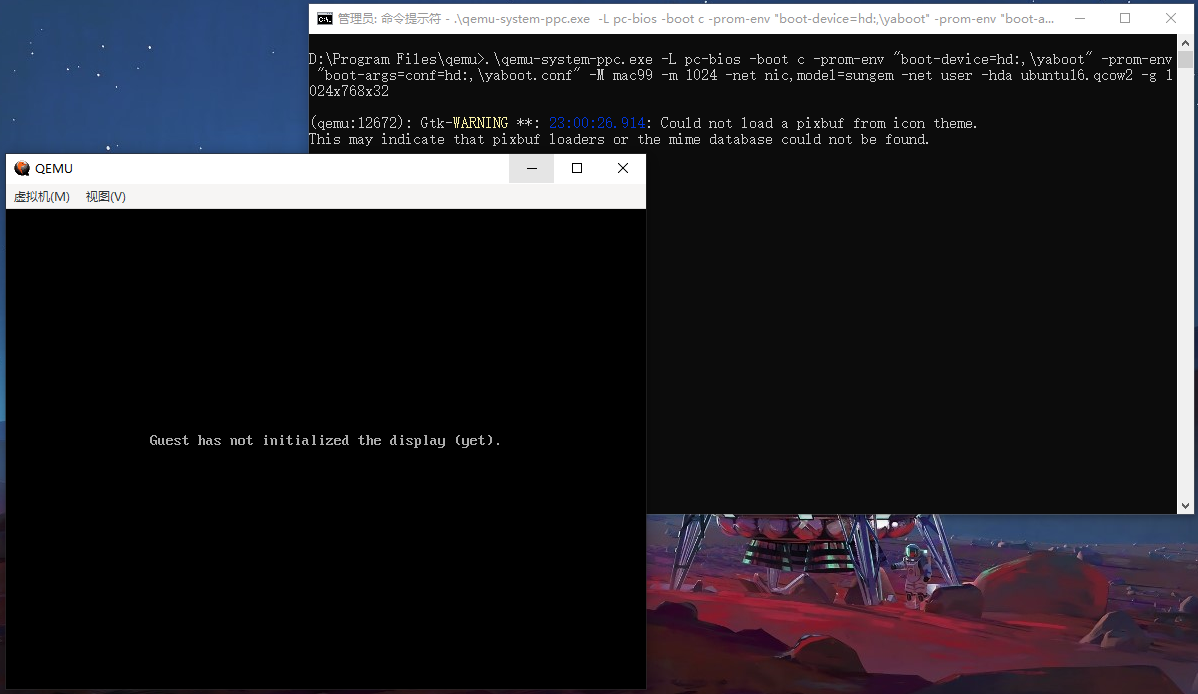 管理员: 命令提示符 - .\qemu-system-ppc.exe  -L pc-bios -boot c -prom-env "boot-device=hd:,\yaboot" -prom-env "boot-a...
D:\Program Files\qemu>.\qemu-system-ppc.exe -L pc-bios -boot c -prom-env "boot-device=hd:,\yaboot" -prom-env
"boot-args=conf=hd:,\yaboot.conf" -M mac99 -m 1024 -net nic,model=sungem -net user -hda ubuntu16.qcow2 -g 1
024x768x32
(qemu:12672): Gtk-WARNING **: 23:00:26.914: Could not load a pixbuf from icon theme.
This may indicate that pixbuf loaders or the mime database could not be found.
QEMU
虚拟机(M) 视图(V)
Guest has not initialized the display (yet).